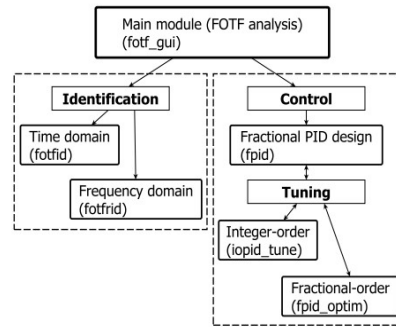 Main module (FOTF analysis)
(fotf_gui)
Identification
Time domain
(fotfid)
Frequency domain
(fotfrid)
Control
Fractional PID design
(fpid)
Tuning
Integer-order
(iopid_tune)
Fractional-order
(fpid_optim)